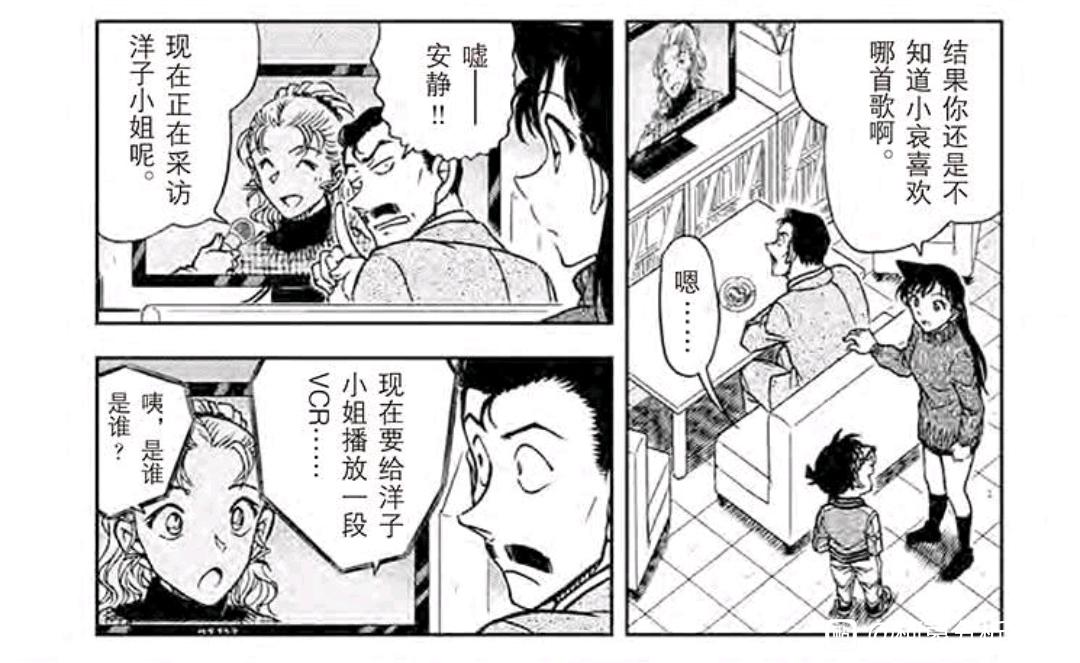 结果你还是不
知道小哀喜欢
哪首歌啊。
嗯……
嘘——
安静!!
现在正在采访
洋子小姐呢。
现在要给洋子
小姐播放一段
VCR……
咦，是谁
是谁？